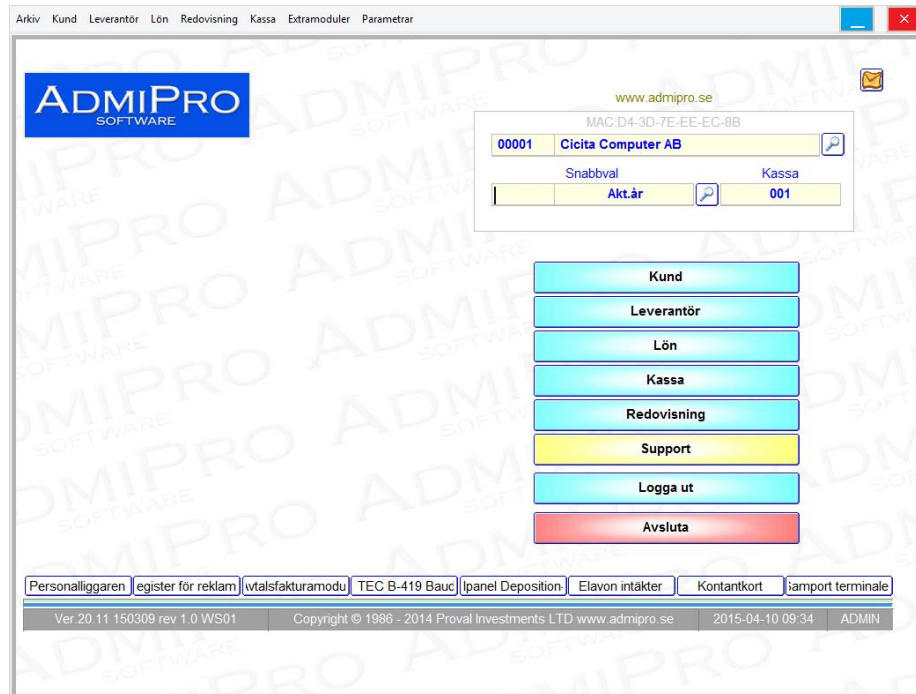 Arkiv Kund Leverantör Lön Redovisning Kassa Extramoduler Parametrar
ADMIPRO
SOFTWARE
www.admipro.se
MAC:D4-3D-7E-EE-EC-8B
00001 Cicita Computer AB
Snabbval Kassa
Akt.år 001
Kund
Leverantör
Lön
Kassa
Redovisning
Support
Logga ut
Avsluta
Personalliggaren egister för reklam vtalsfakturamodu TEC B-419 Baud lpanel Deposition- Elavon intäkter Kontantkort Samport terminale
Ver.20.11 150309 rev 1.0 WS01 Copyright © 1986 - 2014 Proval Investments LTD www.admipro.se 2015-04-10 09:34 ADMIN